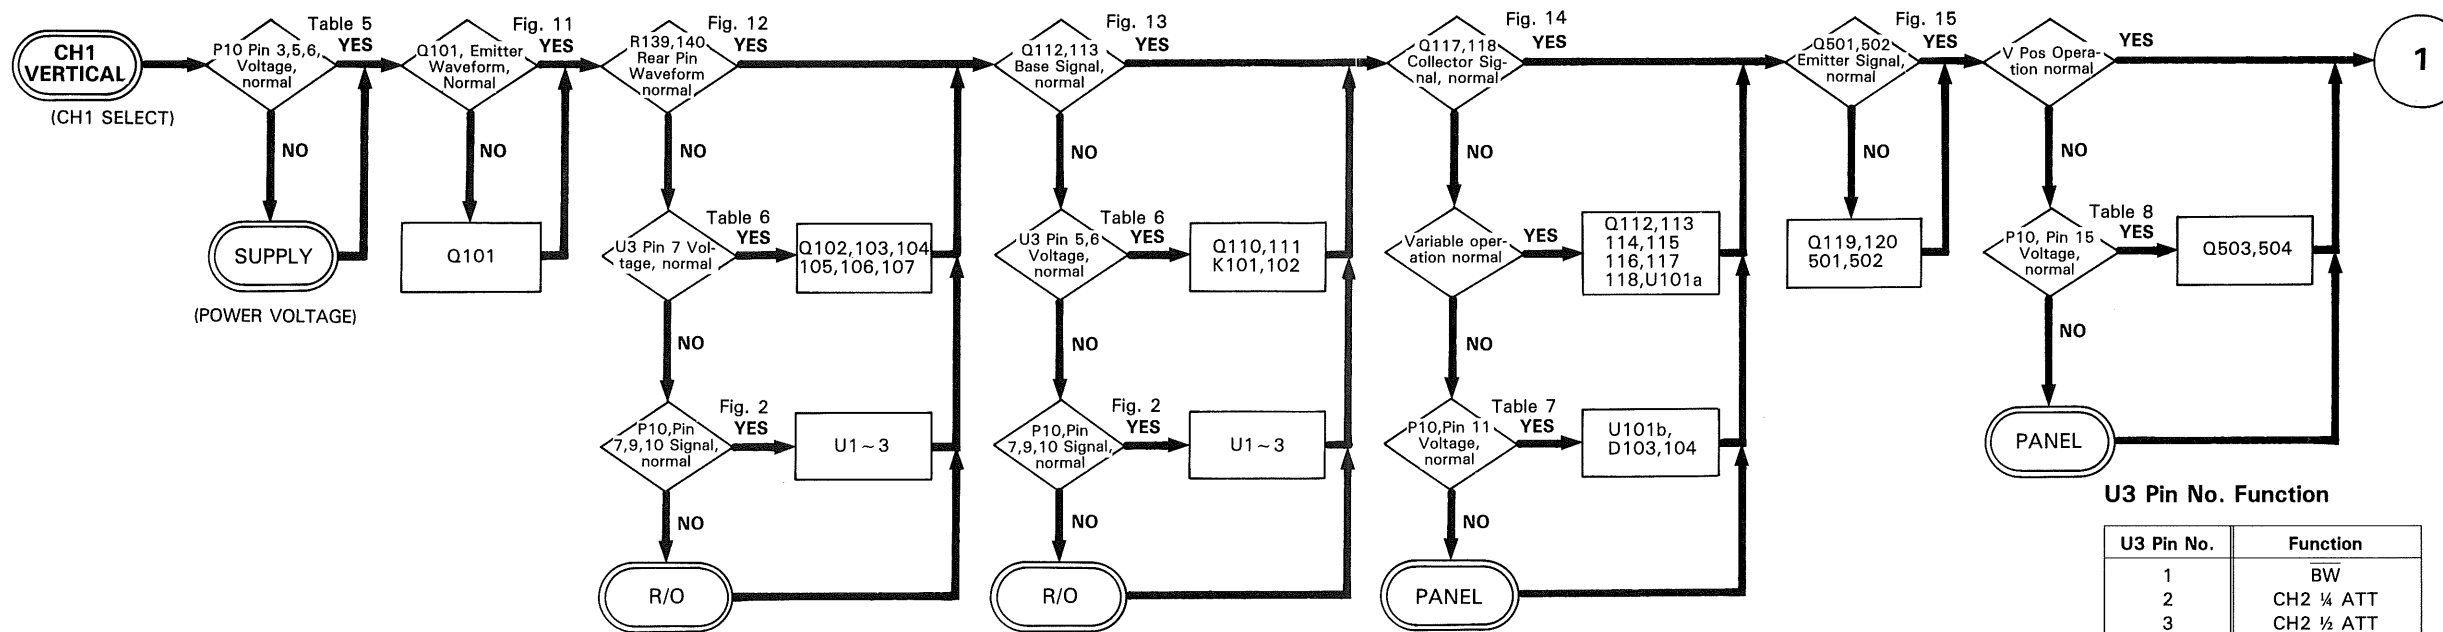 CH1
VERTICAL
(CH1 SELECT)
P10 Pin 3,5,6,
Voltage,
normal
Table 5
YES
NO
SUPPLY
(POWER VOLTAGE)
Q101, Emitter
Waveform,
Normal
Fig. 11
YES
NO
Q101
R139,140
Rear Pin
Waveform
normal
Fig. 12
YES
NO
U3 Pin 7 Vol-
tage, normal
Table 6
YES
Q102,103,104
105,106,107
NO
P10,Pin
7,9,10 Signal,
normal
Fig. 2
YES
U1~3
NO
R/O
Q112,113
Base Signal,
normal
Fig. 13
YES
NO
U3 Pin 5,6
Voltage,
normal
Table 6
YES
Q110,111
K101,102
NO
P10,Pin
7,9,10 Signal,
normal
Fig. 2
YES
U1~3
NO
R/O
Q117,118
Collector Sig-
nal, normal
Fig. 14
YES
NO
Variable oper-
ation normal
YES
Q112,113
114,115
116,117
118,U101a
NO
P10,Pin 11
Voltage,
normal
Table 7
YES
U101b,
D103,104
NO
PANEL
Q501,502
Emitter Signal,
normal
Fig. 15
YES
NO
Q119,120
501,502
V Pos Opera-
tion normal
YES
NO
P10, Pin 15
Voltage,
normal
Table 8
YES
Q503,504
NO
PANEL
1
U3 Pin No. Function
U3 Pin No. Function
1 B̅W̅
2 CH2 ¼ ATT
3 CH2 ½ ATT